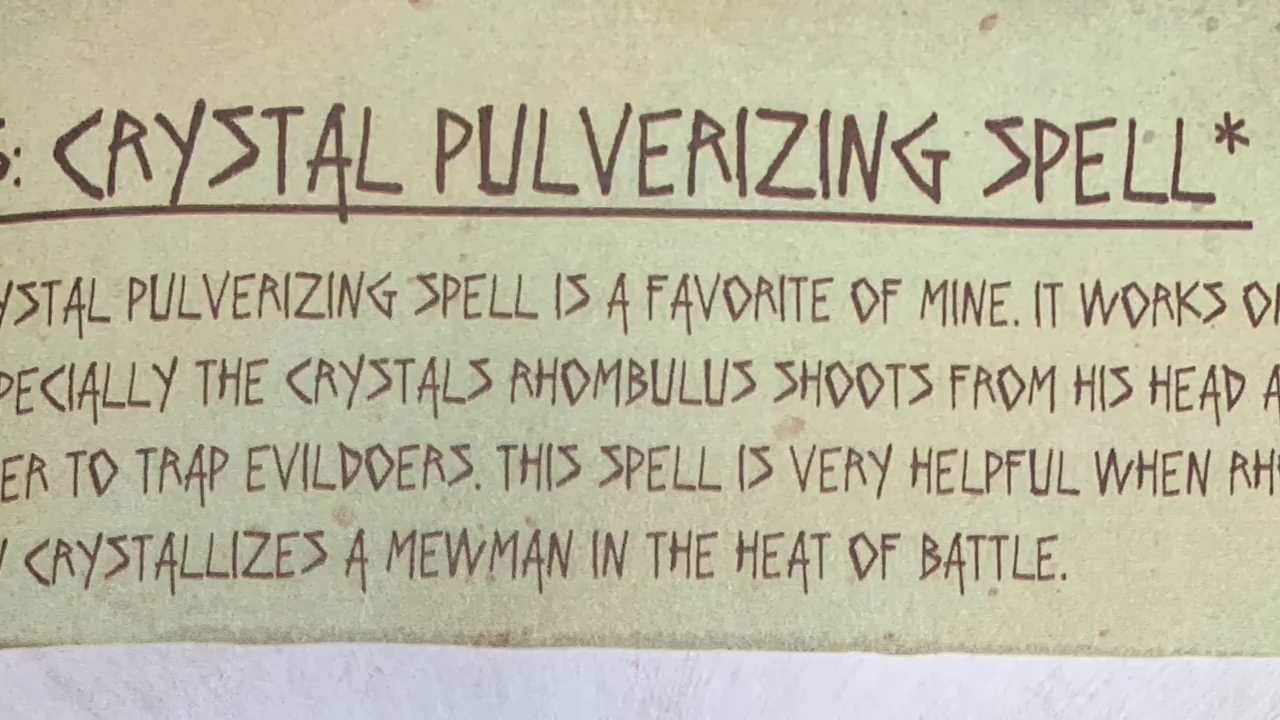 : CRYSTAL PULVERIZING SPELL*
PULVERIZING SPELL IS A FAVORITE OF MINE. IT WORKS
THE CRYSTALS RHOMBULUS SHOOTS FROM HIS HEAD
TO TRAP EVILDOERS. THIS SPELL IS VERY HELPFUL WHEN
CRYSTALLIZES A MEWMAN IN THE HEAT OF BATTLE.